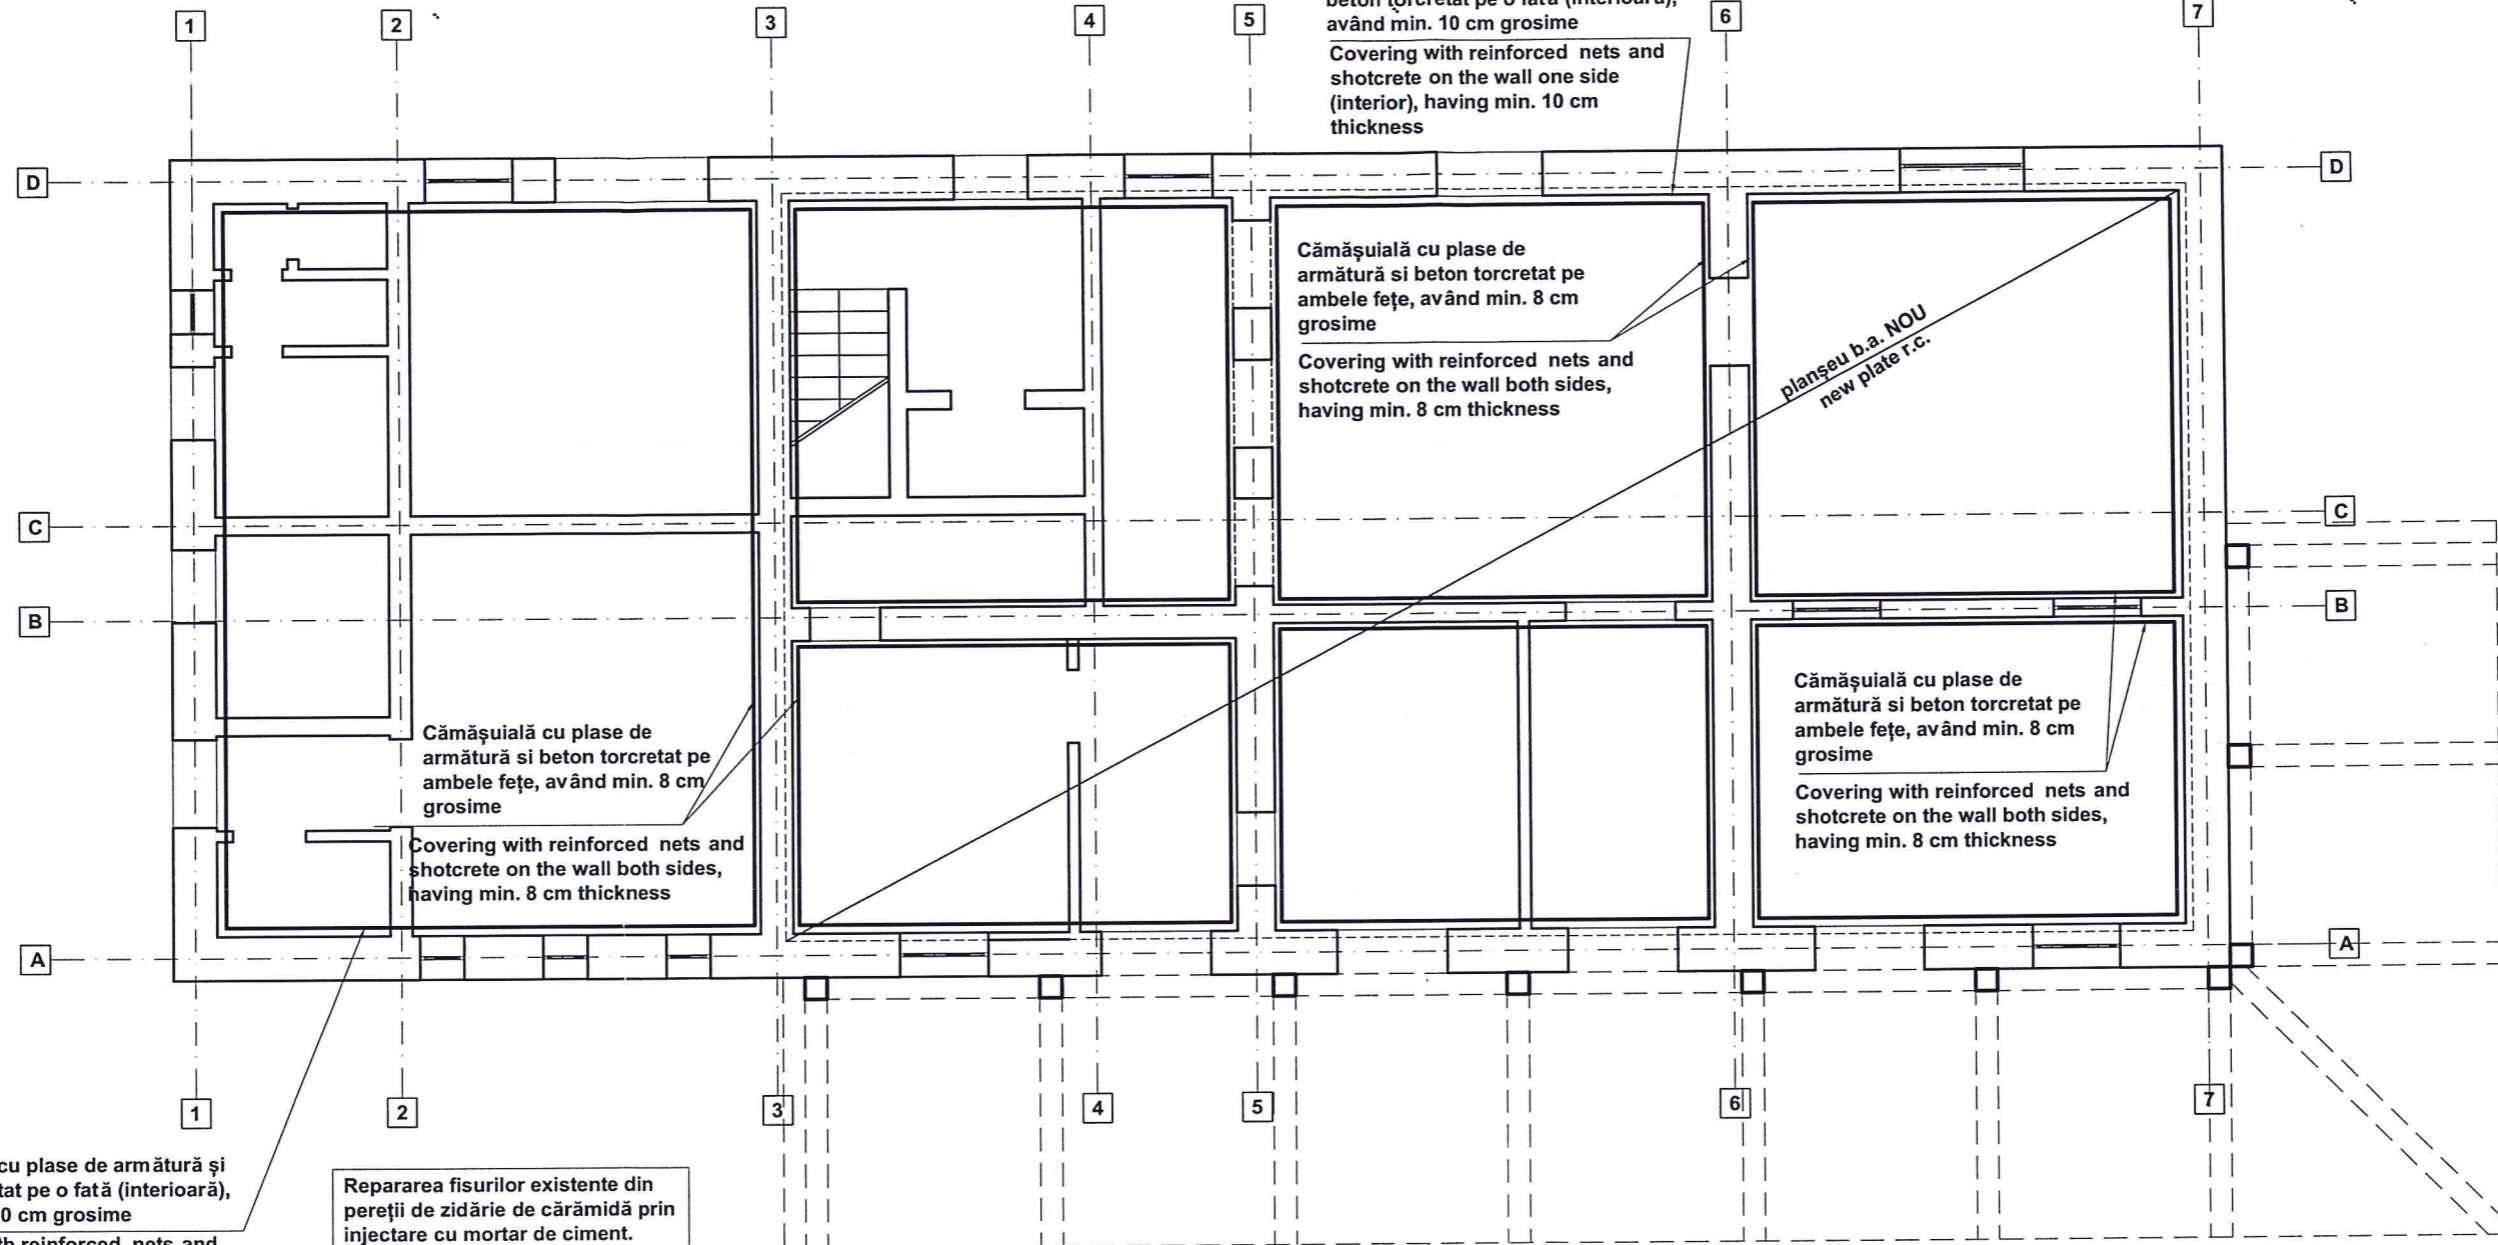 1
2
3
4
5
6
7
beton torcretat pe o fată (interioară),
având min. 10 cm grosime
Covering with reinforced nets and
shotcrete on the wall one side
(interior), having min. 10 cm
thickness
D
D
Cămășuială cu plase de
armătură si beton torcretat pe
ambele fețe, având min. 8 cm
grosime
Covering with reinforced nets and
shotcrete on the wall both sides,
having min. 8 cm thickness
planșeu b.a. NOU
new plate r.c.
C
C
B
B
Cămășuială cu plase de
armătură si beton torcretat pe
ambele fețe, având min. 8 cm
grosime
Covering with reinforced nets and
shotcrete on the wall both sides,
having min. 8 cm thickness
Cămășuială cu plase de
armătură si beton torcretat pe
ambele fețe, având min. 8 cm
grosime
Covering with reinforced nets and
shotcrete on the wall both sides,
having min. 8 cm thickness
A
A
1
2
3
4
5
6
7
cu plase de armătură și
tat pe o fată (interioară),
0 cm grosime
th reinforced nets and
Repararea fisurilor existente din
pereții de zidărie de cărămidă prin
injectare cu mortar de ciment.